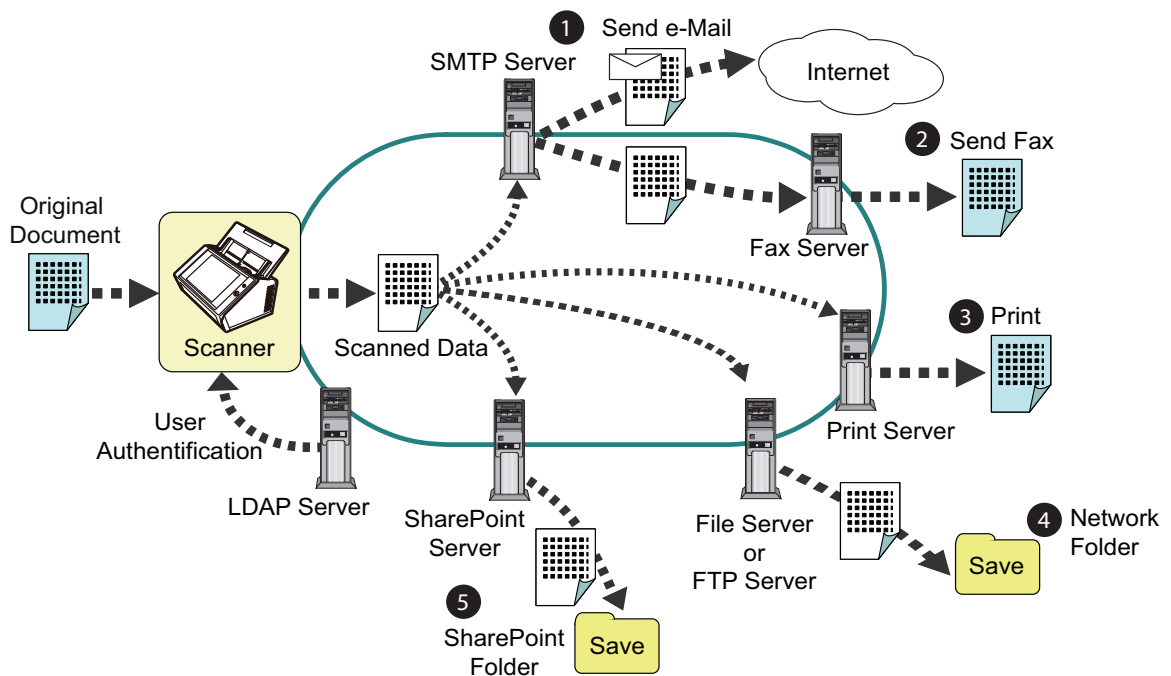 1 Send e-Mail
SMTP Server
Internet
2 Send Fax
Original
Document
Fax Server
3 Print
Scanner
Scanned Data
User
Authentification
Print Server
LDAP Server
SharePoint
Server
File Server
or
FTP Server
4 Network
Folder
Save
5
SharePoint
Folder
Save